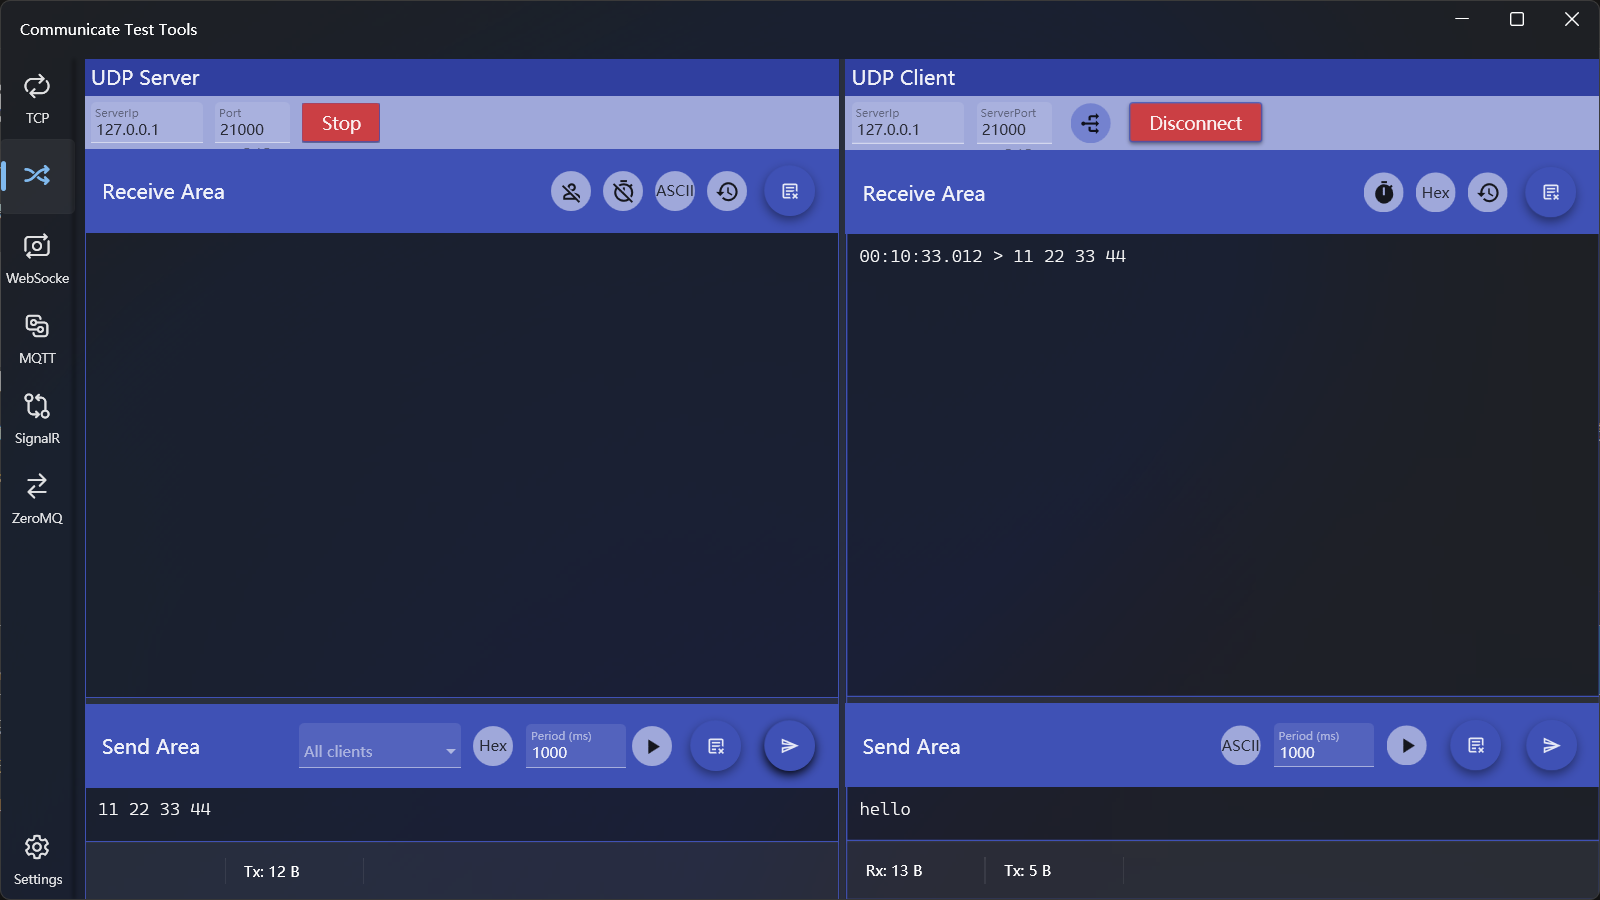 Communicate Test Tools
TCP
WebSocke
MQTT
SignalR
ZeroMQ
Settings
UDP Server
ServerIp
127.0.0.1
Port
21000
Stop
Receive Area
ASCII
Send Area
All clients
Hex
Period (ms)
1000
11 22 33 44
Tx: 12 B
UDP Client
ServerIp
127.0.0.1
ServerPort
21000
Disconnect
Receive Area
Hex
00:10:33.012 > 11 22 33 44
Send Area
ASCII
Period (ms)
1000
hello
Rx: 13 B
Tx: 5 B